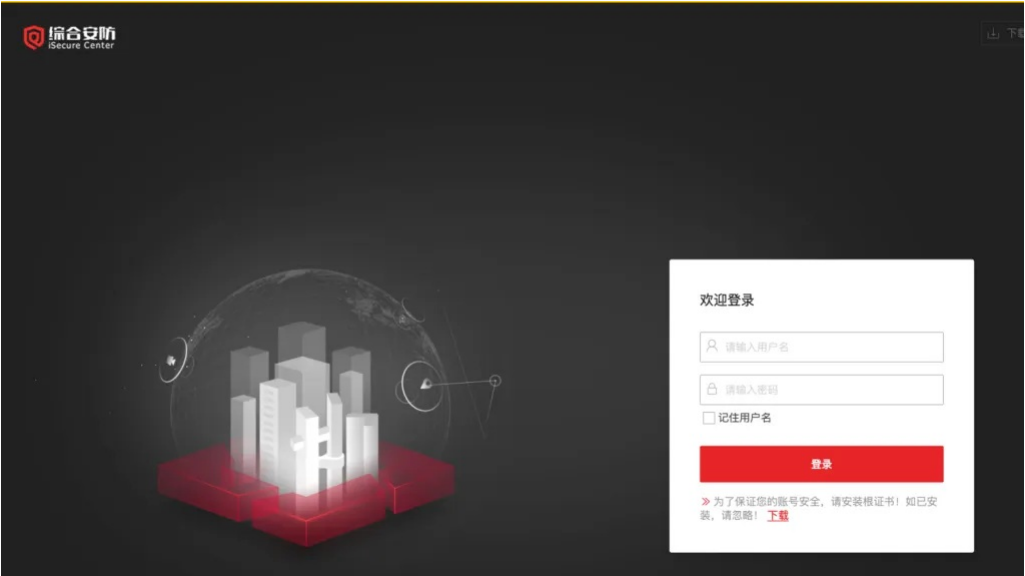 综合安防
iSecure Center
下载
欢迎登录
请输入用户名
请输入密码
记住用户名
登录
» 为了保证您的账号安全，请安装根证书！如已安
装，请忽略！ 下载